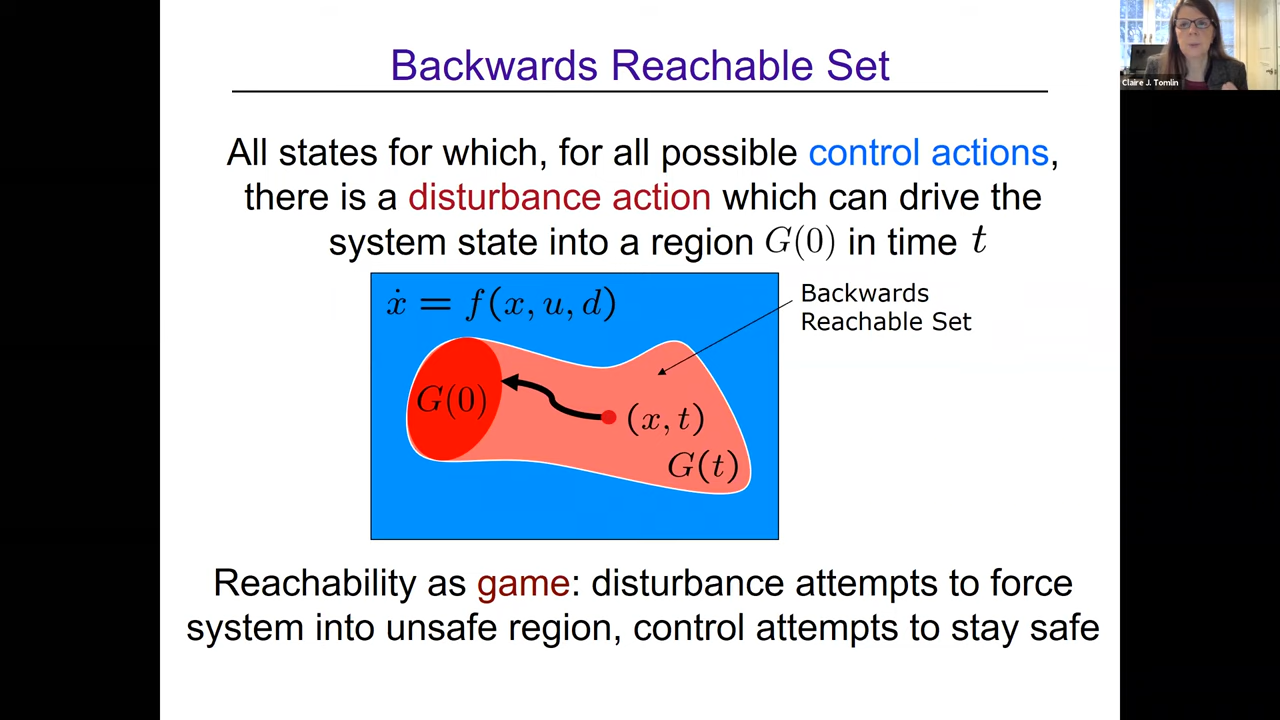 Backwards Reachable Set
Claire J. Tomlin
All states for which, for all possible control actions,
there is a disturbance action which can drive the
system state into a region G(0) in time t
ẋ = f(x, u, d)
Backwards
Reachable Set
G(0)
(x, t)
G(t)
Reachability as game: disturbance attempts to force
system into unsafe region, control attempts to stay safe